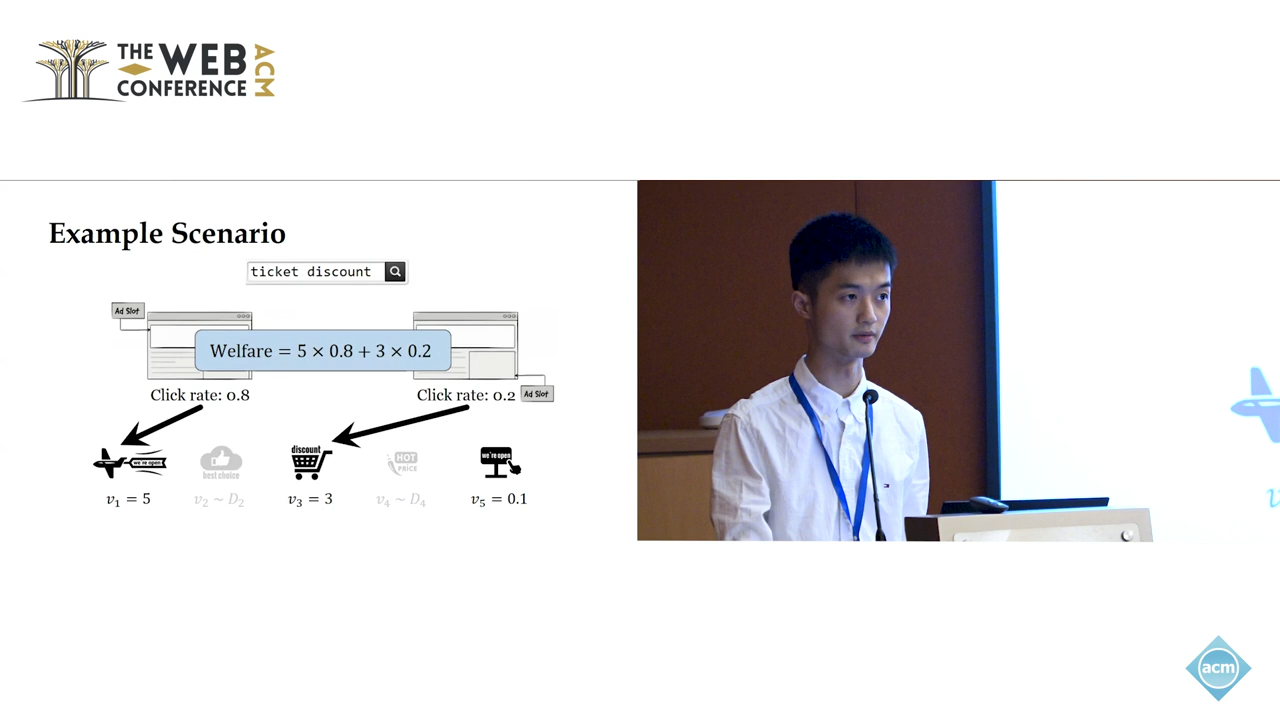 THE WEB
CONFERENCE
ACM
Example Scenario
ticket discount
Ad Slot
Welfare = 5 × 0.8 + 3 × 0.2
Click rate: 0.8
Click rate: 0.2
Ad Slot
we're open
best choice
discount
HOT
PRICE
we're open
v₁ = 5
v₂ ~ D₂
v₃ = 3
v₄ ~ D₄
v₅ = 0.1
acm